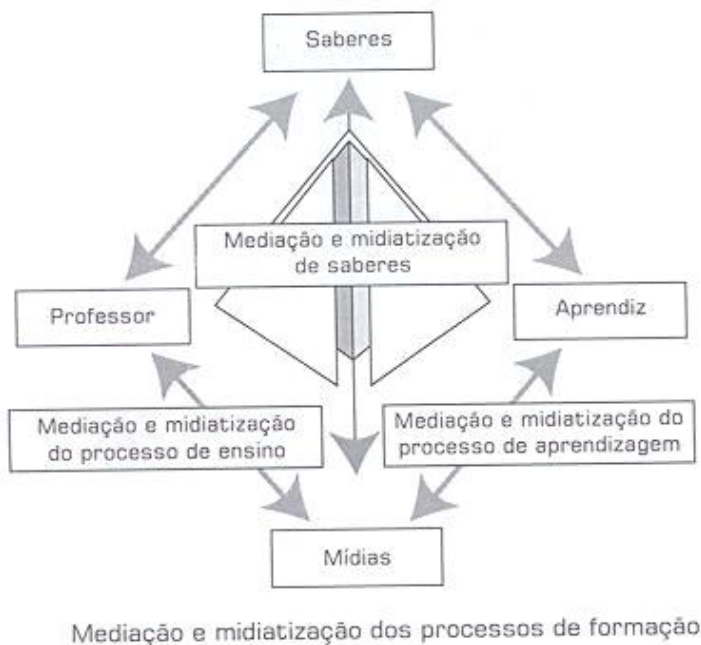 Saberes
Mediação e midiatização
de saberes
Professor
Aprendiz
Mediação e midiatização
do processo de ensino
Mediação e midiatização do
processo de aprendizagem
Mídias
Mediação e midiatização dos processos de formação